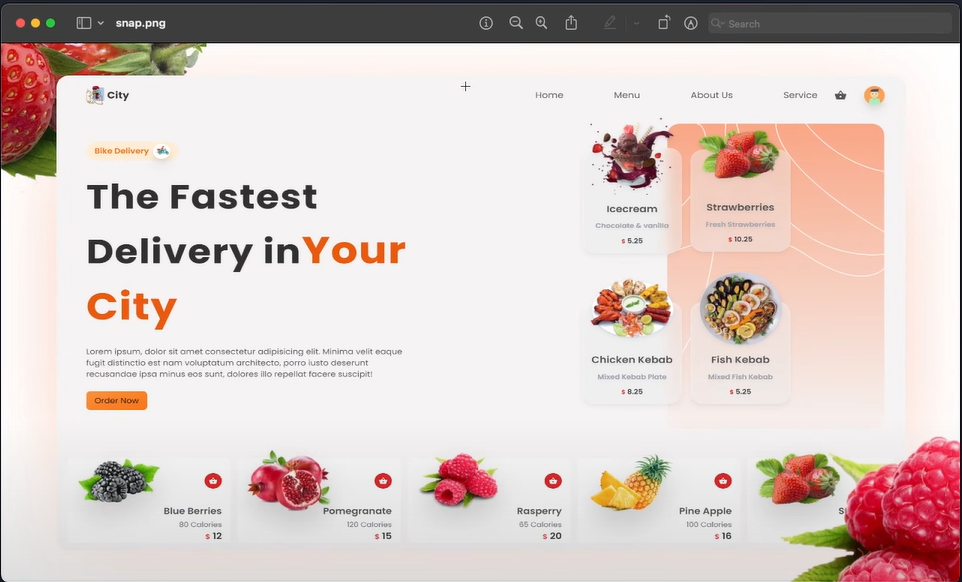 snap.png
Search
City
Home
Menu
About Us
Service
Bike Delivery
The Fastest
Delivery inYour
City
Lorem ipsum, dolor sit amet consectetur adipisicing elit. Minima velit eaque
fugit distinctio est nam voluptatum architecto, porro iusto deserunt
recusandae ipsa minus eos sunt, dolores illo repellat facere suscipit!
Order Now
Icecream
Chocolate & vanilla
$ 5.25
Strawberries
Fresh Strawberries
$ 10.25
Chicken Kebab
Mixed Kebab Plate
$ 8.25
Fish Kebab
Mixed Fish Kebab
$ 5.25
Blue Berries
80 Calories
$ 12
Pomegranate
120 Calories
$ 15
Rasperry
65 Calories
$ 20
Pine Apple
100 Calories
$ 16